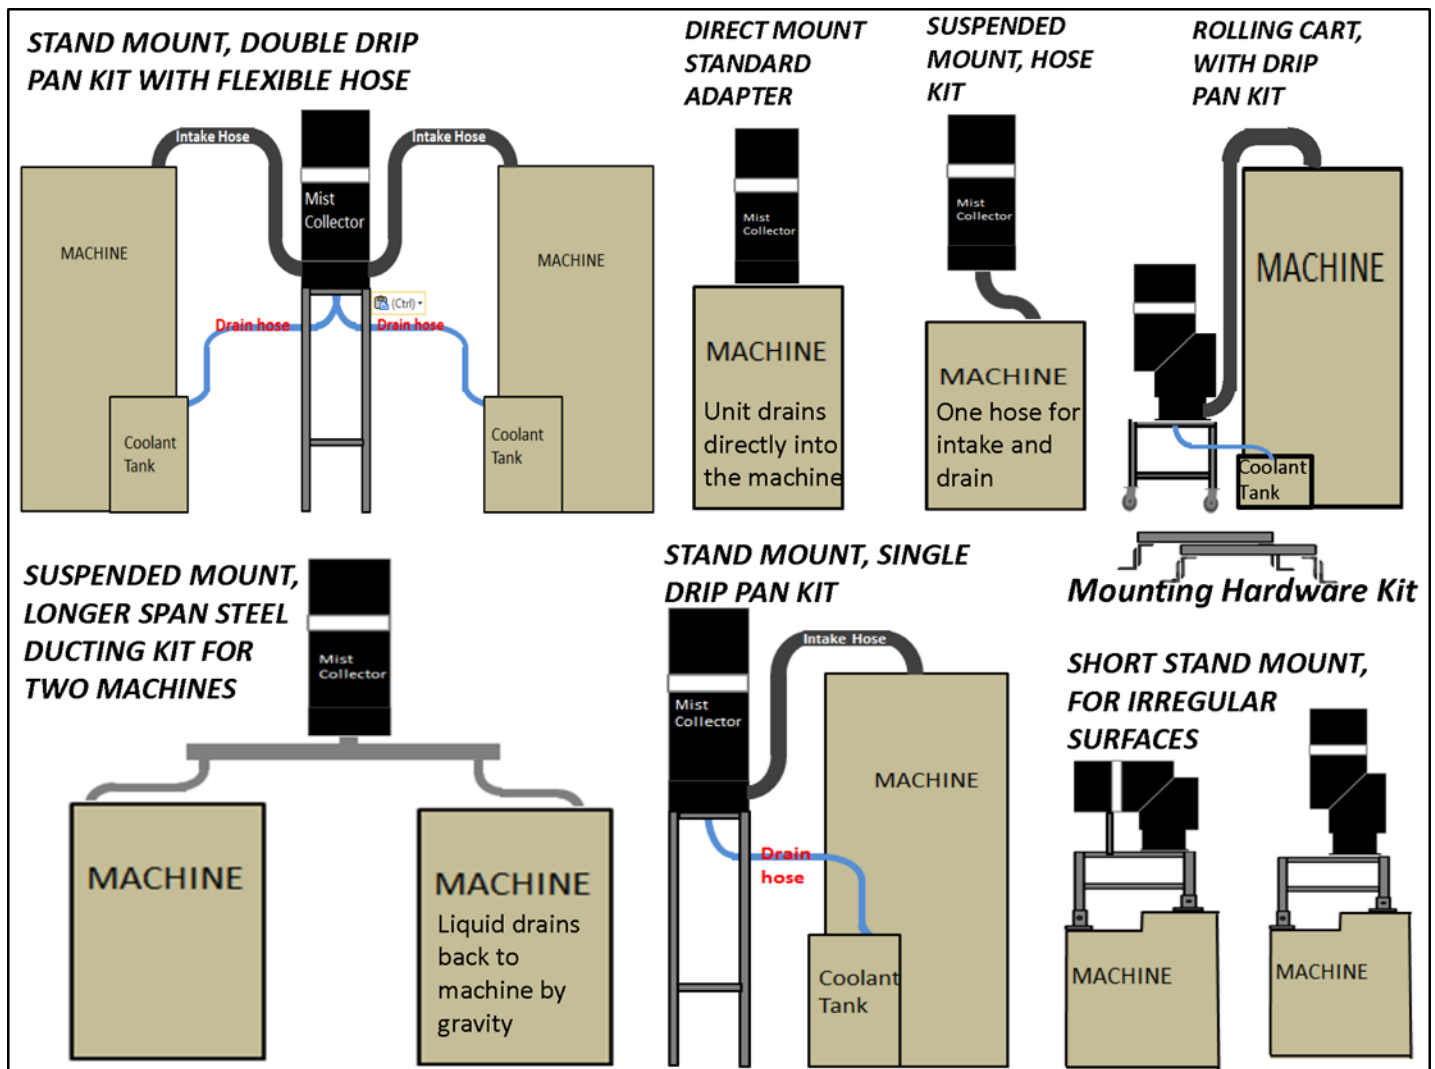 STAND MOUNT, DOUBLE DRIP
PAN KIT WITH FLEXIBLE HOSE
Intake Hose
Intake Hose
Mist
Collector
MACHINE
MACHINE
(Ctrl)
Drain hose
Drain hose
Coolant
Tank
Coolant
Tank
DIRECT MOUNT
STANDARD
ADAPTER
Mist
Collector
MACHINE
Unit drains
directly into
the machine
SUSPENDED
MOUNT, HOSE
KIT
Mist
Collector
MACHINE
One hose for
intake and
drain
ROLLING CART,
WITH DRIP
PAN KIT
MACHINE
Coolant
Tank
SUSPENDED MOUNT,
LONGER SPAN STEEL
DUCTING KIT FOR
TWO MACHINES
Mist
Collector
MACHINE
MACHINE
Liquid drains
back to
machine by
gravity
STAND MOUNT, SINGLE
DRIP PAN KIT
Intake Hose
Mist
Collector
MACHINE
Drain
hose
Coolant
Tank
Mounting Hardware Kit
SHORT STAND MOUNT,
FOR IRREGULAR
SURFACES
MACHINE
MACHINE